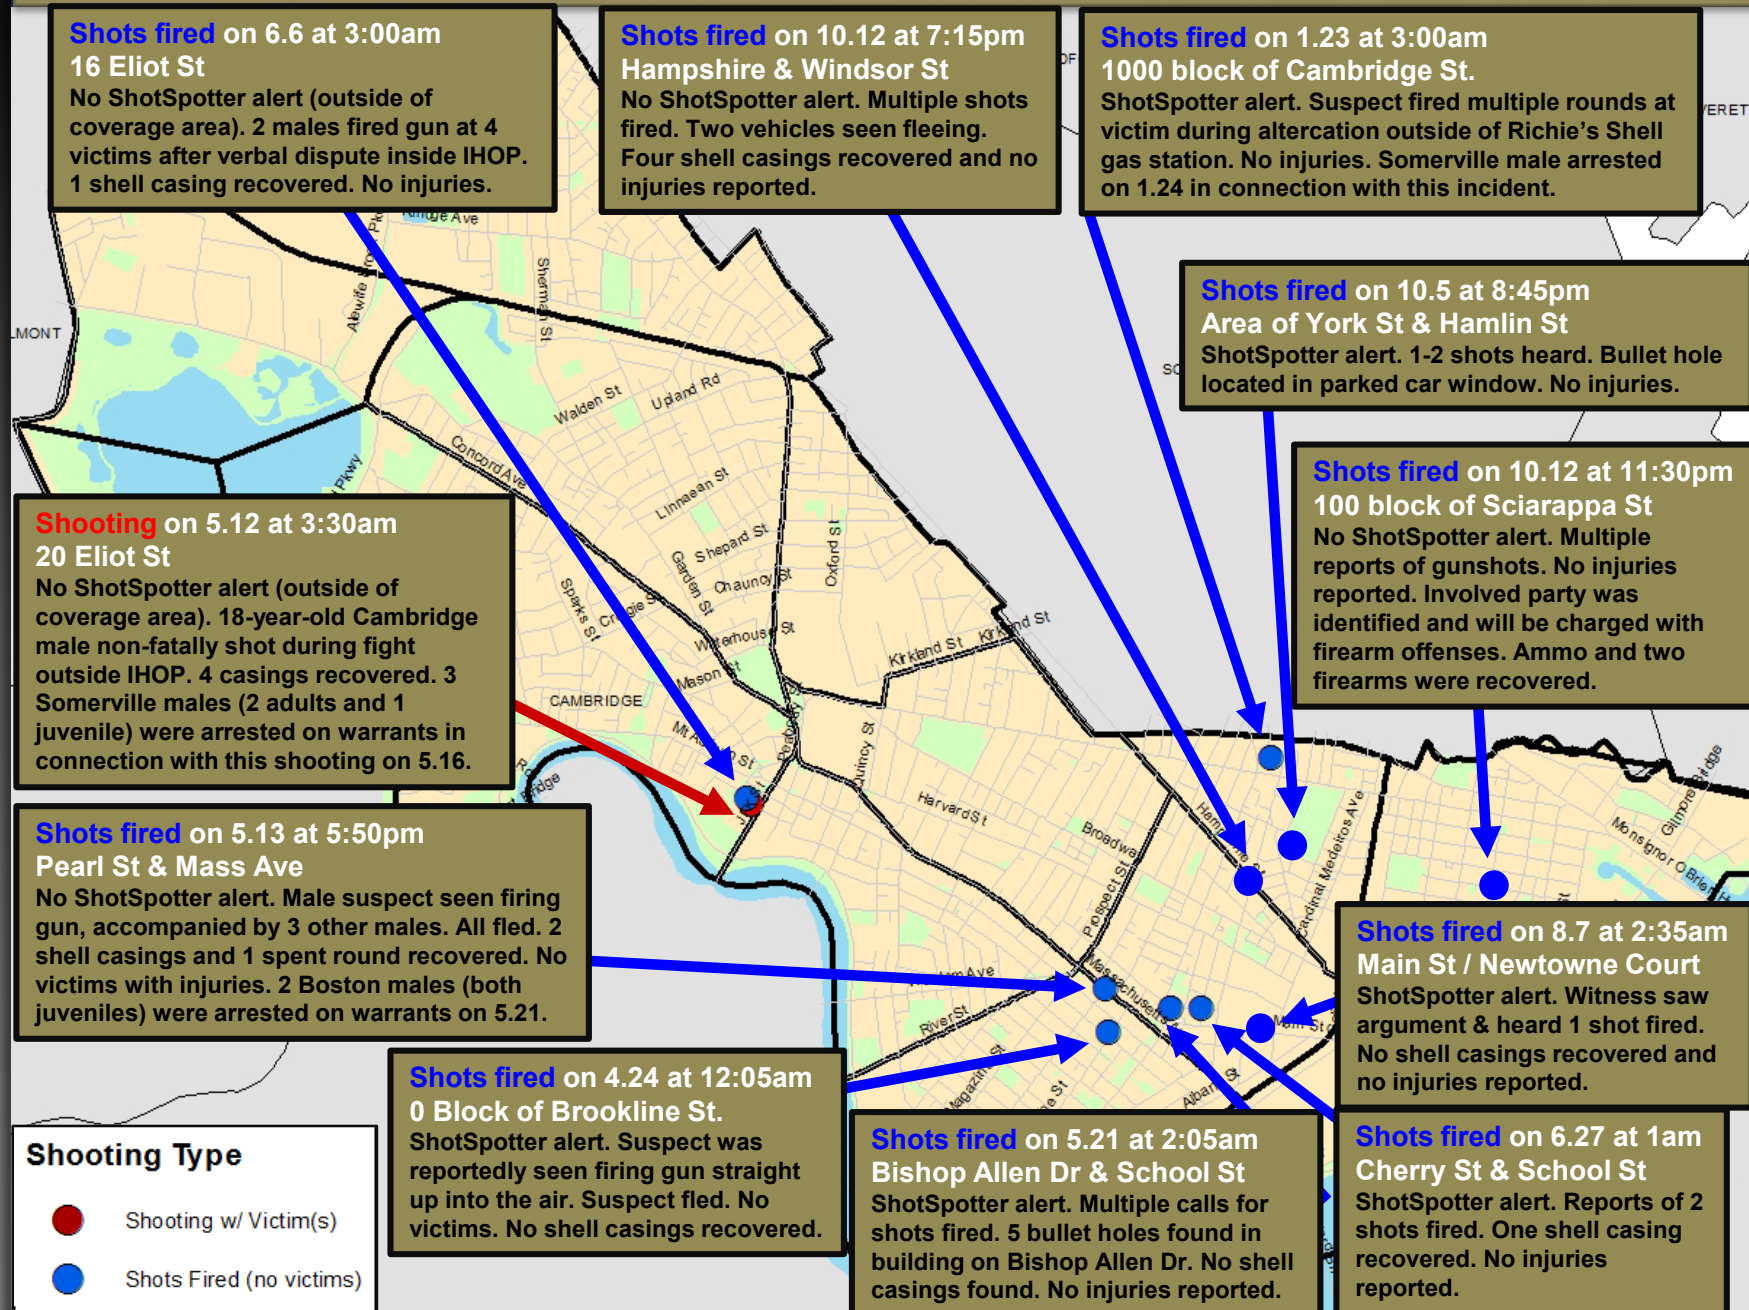 Shots fired on 6.6 at 3:00am
16 Eliot St
No ShotSpotter alert (outside of
coverage area). 2 males fired gun at 4
victims after verbal dispute inside IHOP.
1 shell casing recovered. No injuries.
Shots fired on 10.12 at 7:15pm
Hampshire & Windsor St
No ShotSpotter alert. Multiple shots
fired. Two vehicles seen fleeing.
Four shell casings recovered and no
injuries reported.
Shots fired on 1.23 at 3:00am
1000 block of Cambridge St.
ShotSpotter alert. Suspect fired multiple rounds at
victim during altercation outside of Richie's Shell
gas station. No injuries. Somerville male arrested
on 1.24 in connection with this incident.
Shots fired on 10.5 at 8:45pm
Area of York St & Hamlin St
ShotSpotter alert. 1-2 shots heard. Bullet hole
located in parked car window. No injuries.
Shots fired on 10.12 at 11:30pm
100 block of Sciarappa St
No ShotSpotter alert. Multiple
reports of gunshots. No injuries
reported. Involved party was
identified and will be charged with
firearm offenses. Ammo and two
firearms were recovered.
Shooting on 5.12 at 3:30am
20 Eliot St
No ShotSpotter alert (outside of
coverage area). 18-year-old Cambridge
male non-fatally shot during fight
outside IHOP. 4 casings recovered. 3
Somerville males (2 adults and 1
juvenile) were arrested on warrants in
connection with this shooting on 5.16.
Shots fired on 5.13 at 5:50pm
Pearl St & Mass Ave
No ShotSpotter alert. Male suspect seen firing
gun, accompanied by 3 other males. All fled. 2
shell casings and 1 spent round recovered. No
victims with injuries. 2 Boston males (both
juveniles) were arrested on warrants on 5.21.
Shots fired on 8.7 at 2:35am
Main St / Newtowne Court
ShotSpotter alert. Witness saw
argument & heard 1 shot fired.
No shell casings recovered and
no injuries reported.
Shots fired on 4.24 at 12:05am
0 Block of Brookline St.
ShotSpotter alert. Suspect was
reportedly seen firing gun straight
up into the air. Suspect fled. No
victims. No shell casings recovered.
Shots fired on 5.21 at 2:05am
Bishop Allen Dr & School St
ShotSpotter alert. Multiple calls for
shots fired. 5 bullet holes found in
building on Bishop Allen Dr. No shell
casings found. No injuries reported.
Shots fired on 6.27 at 1am
Cherry St & School St
ShotSpotter alert. Reports of 2
shots fired. One shell casing
recovered. No injuries
reported.
Shooting Type
Shooting w/ Victim(s)
Shots Fired (no victims)
LMONT
Sherman St
Walden St
Upland Rd
Concord Ave
Pkwy
Linnaean St
Shepard St
Garden St
Chauncy St
Oxford St
Sparks St
Waterhouse St
Mason St
Kirkland St
Kirkland St
CAMBRIDGE
Quincy St
Harvard St
Broadway
Prospect St
Cardinal Medeiros Ave
Gilmore Bridge
Monsignor O'Brien H
River St
Magazine St
Main St